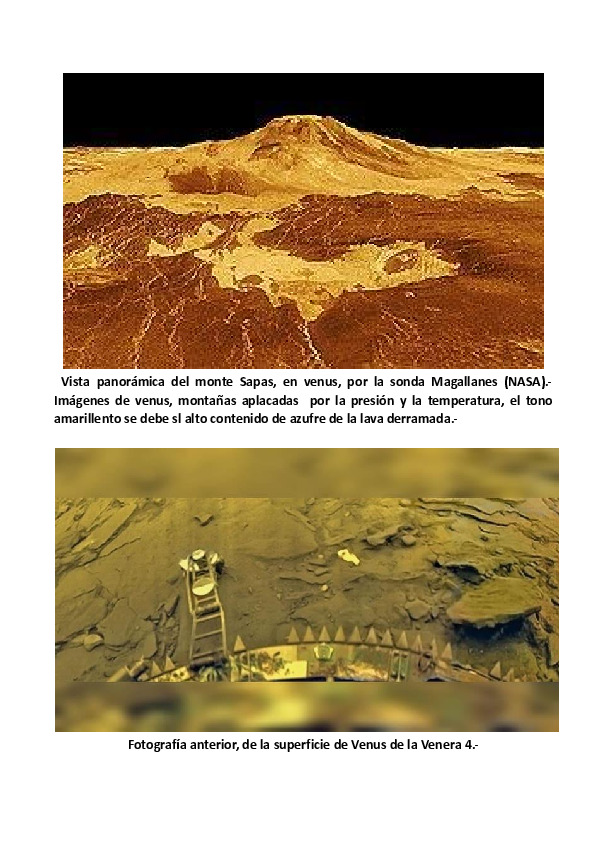 Vista panorámica del monte Sapas, en venus, por la sonda Magallanes (NASA).-
Imágenes de venus, montañas aplacadas por la presión y la temperatura, el tono
amarillento se debe sl alto contenido de azufre de la lava derramada.-
Fotografía anterior, de la superficie de Venus de la Venera 4.-